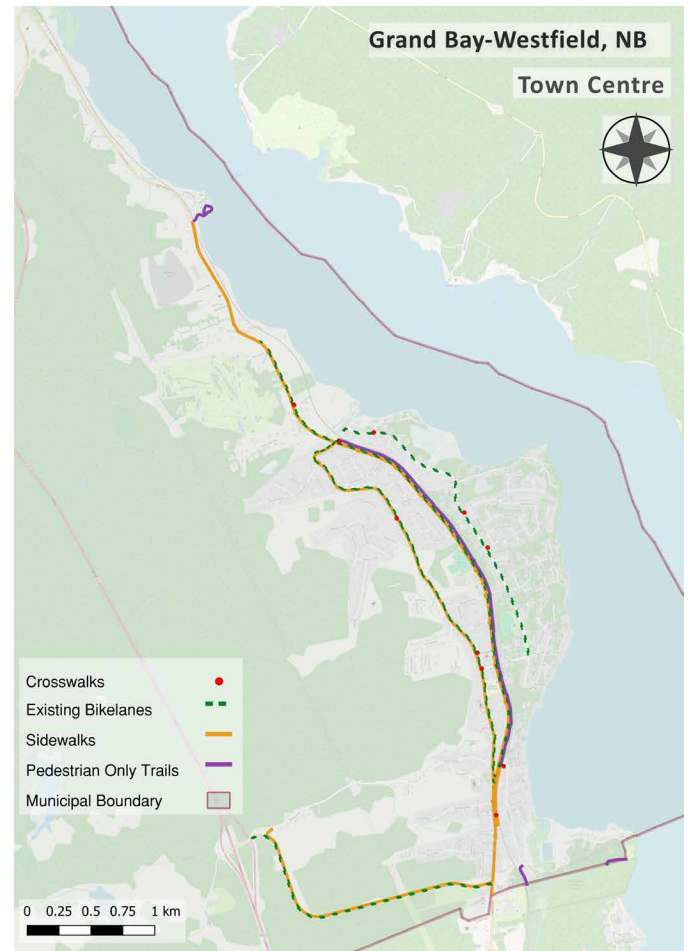 Grand Bay-Westfield, NB
Town Centre
Crosswalks
Existing Bikelanes
Sidewalks
Pedestrian Only Trails
Municipal Boundary
0 0.25 0.5 0.75 1 km